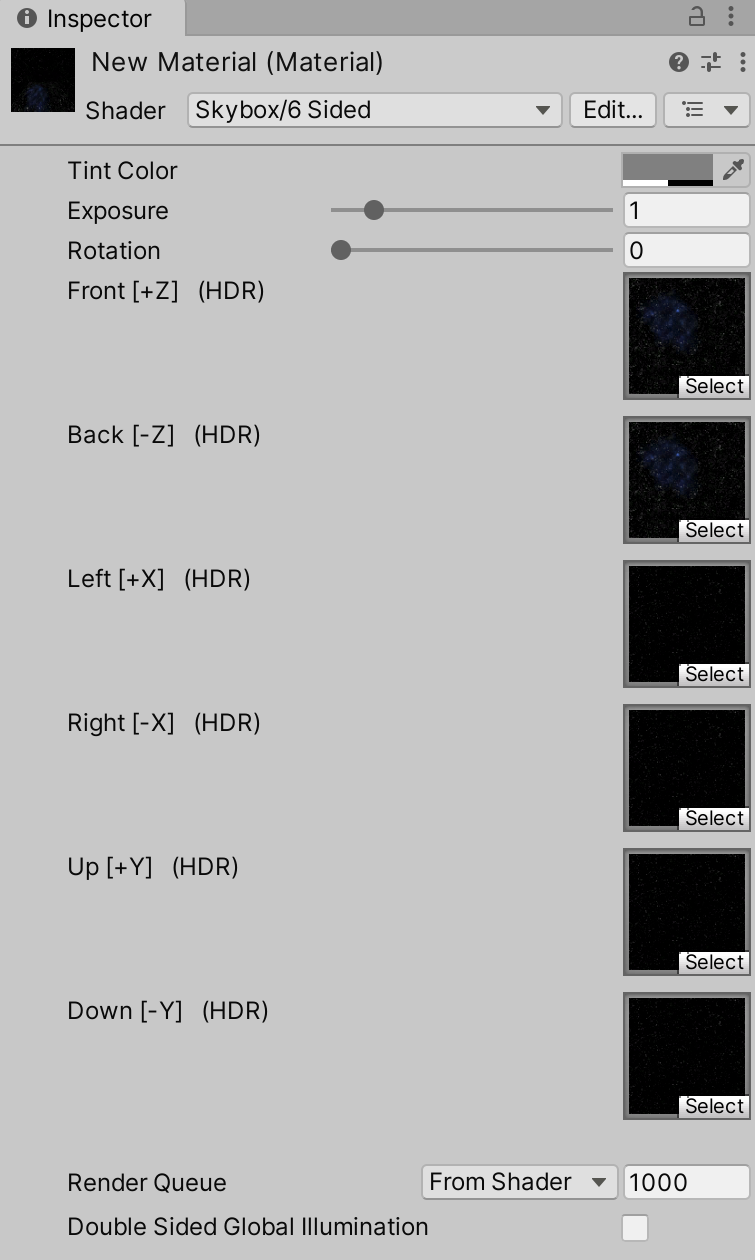 Inspector
New Material (Material)
Shader Skybox/6 Sided Edit...
Tint Color
Exposure 1
Rotation 0
Front [+Z] (HDR)
Select
Back [-Z] (HDR)
Select
Left [+X] (HDR)
Select
Right [-X] (HDR)
Select
Up [+Y] (HDR)
Select
Down [-Y] (HDR)
Select
Render Queue From Shader 1000
Double Sided Global Illumination